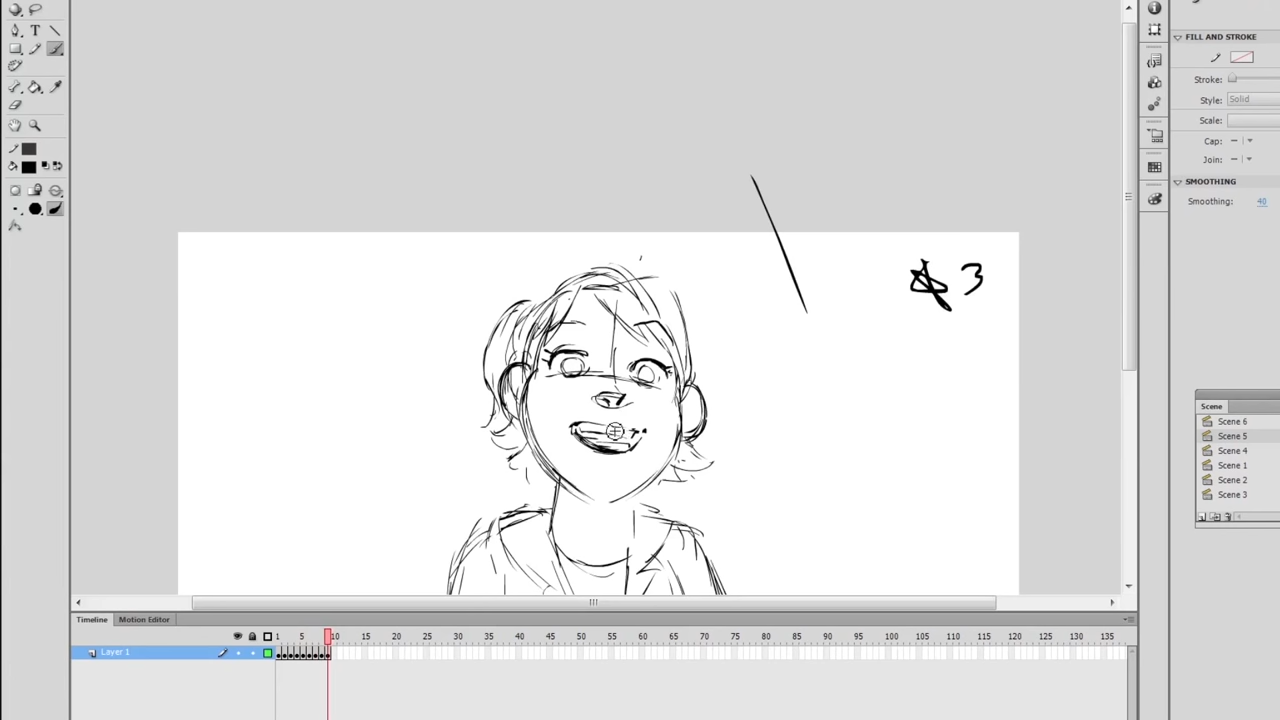 FILL AND STROKE
Stroke:
Style: Solid
Scale:
Cap:
Join:
SMOOTHING
Smoothing: 40
3
Scene
Scene 6
Scene 5
Scene 4
Scene 1
Scene 2
Scene 3
Timeline Motion Editor
1 5 10 15 20 25 30 35 40 45 50 55 60 65 70 75 80 85 90 95 100 105 110 115 120 125 130 135
Layer 1